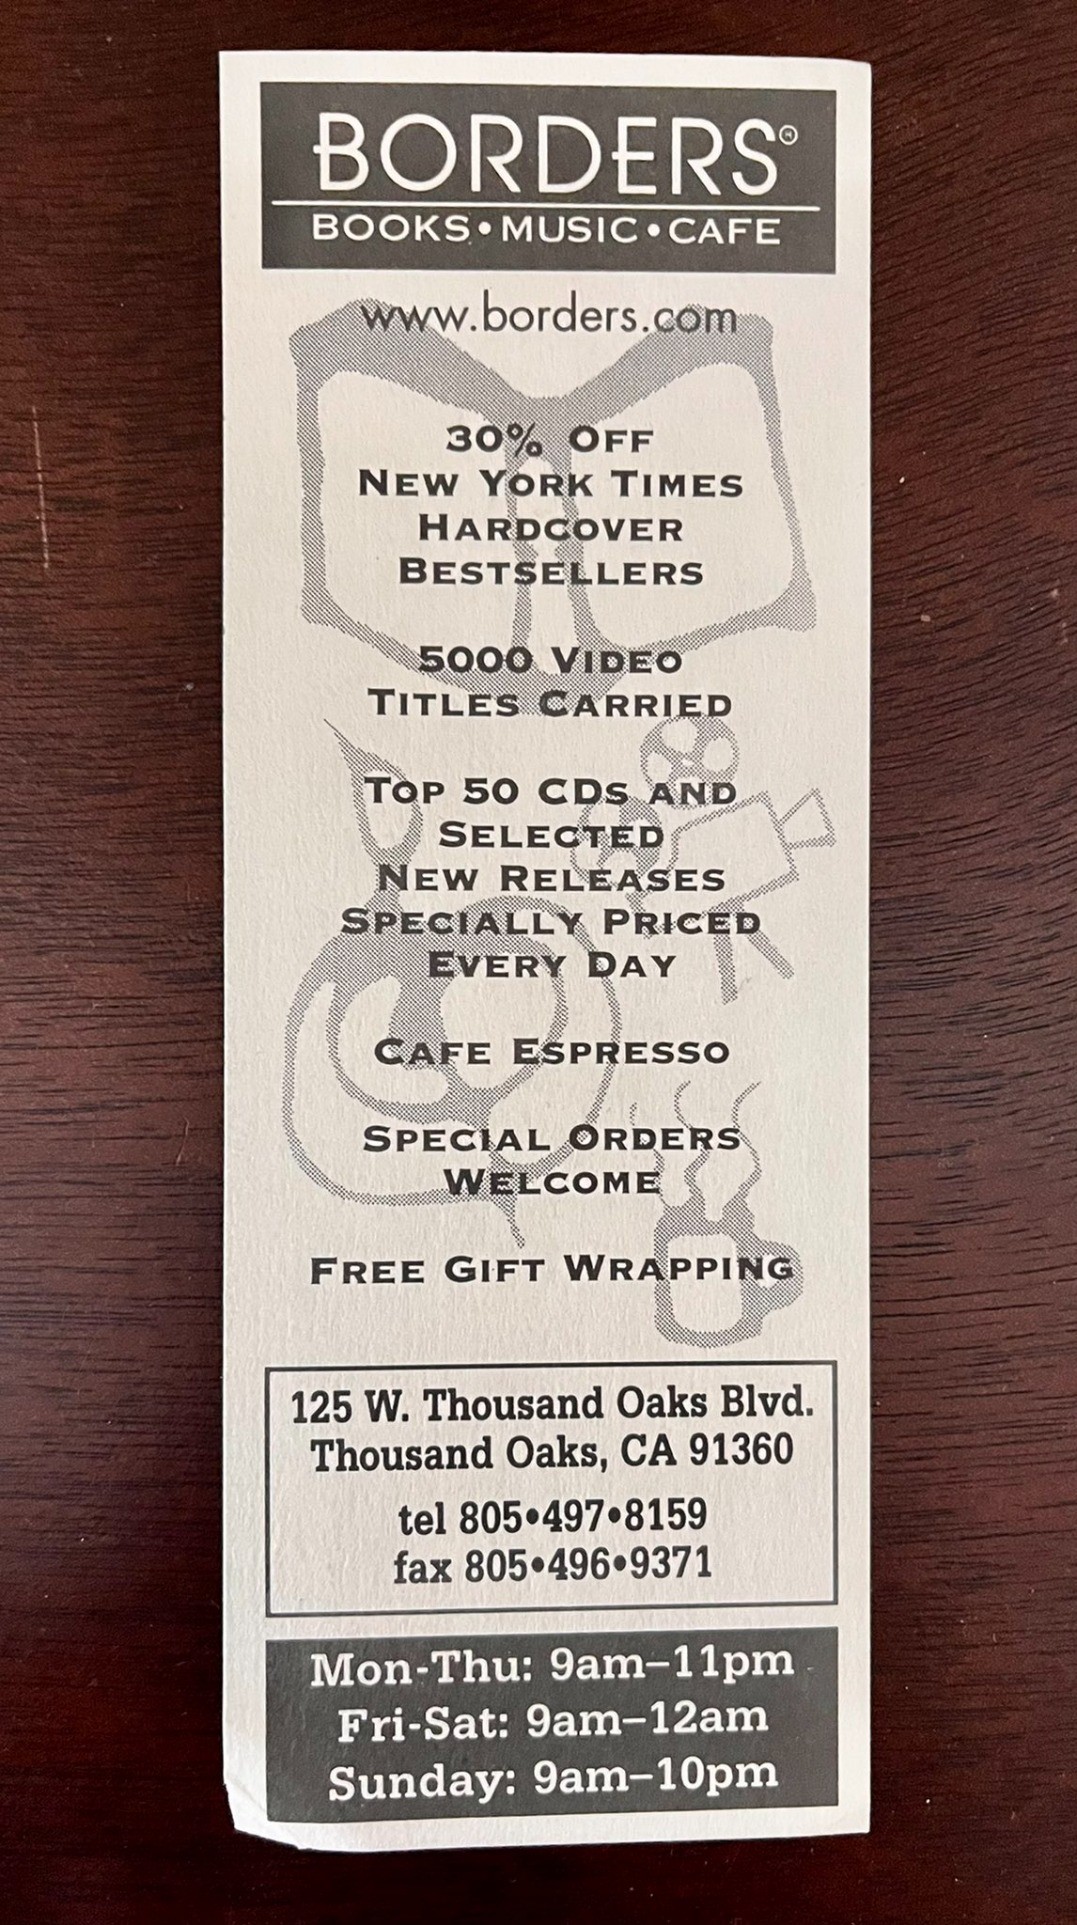 BORDERS®
BOOKS•MUSIC•CAFE
www.borders.com
30% OFF
NEW YORK TIMES
HARDCOVER
BESTSELLERS
5000 VIDEO
TITLES CARRIED
TOP 50 CDS AND
SELECTED
NEW RELEASES
SPECIALLY PRICED
EVERY DAY
CAFE ESPRESSO
SPECIAL ORDERS
WELCOME
FREE GIFT WRAPPING
125 W. Thousand Oaks Blvd.
Thousand Oaks, CA 91360
tel 805•497•8159
fax 805•496•9371
Mon-Thu: 9am–11pm
Fri-Sat: 9am–12am
Sunday: 9am–10pm